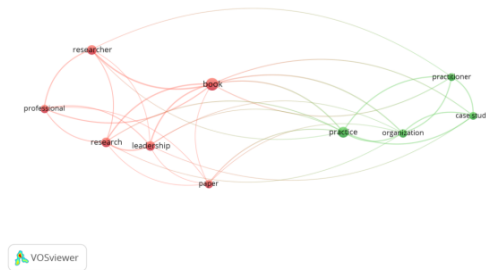 researcher
book
practitioner
professional
case stud
practice
organization
research
leadership
paper
VOSviewer